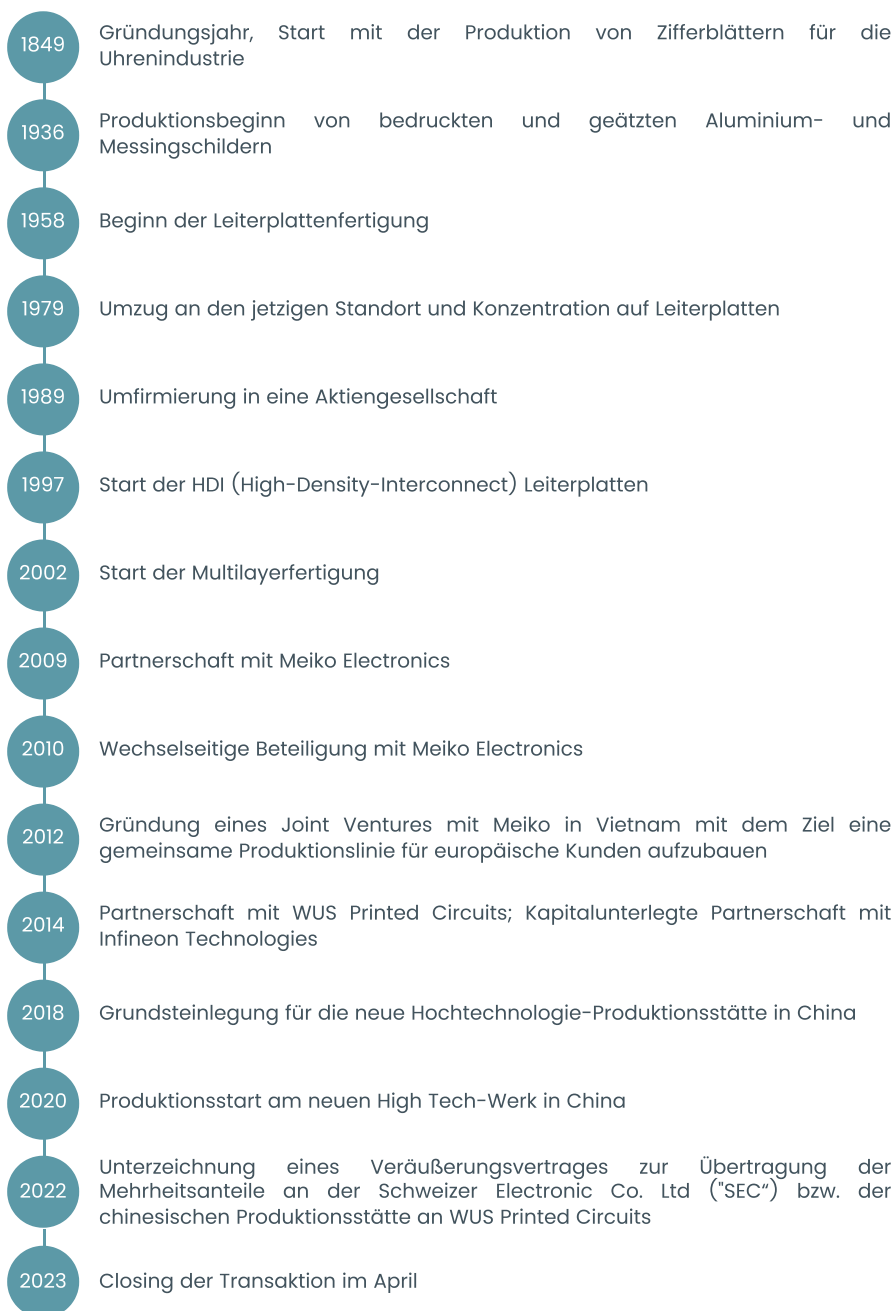 1849
Gründungsjahr, Start mit der Produktion von Zifferblättern für die
Uhrenindustrie
1936
Produktionsbeginn von bedruckten und geätzten Aluminium- und
Messingschildern
1958
Beginn der Leiterplattenfertigung
1979
Umzug an den jetzigen Standort und Konzentration auf Leiterplatten
1989
Umfirmierung in eine Aktiengesellschaft
1997
Start der HDI (High-Density-Interconnect) Leiterplatten
2002
Start der Multilayerfertigung
2009
Partnerschaft mit Meiko Electronics
2010
Wechselseitige Beteiligung mit Meiko Electronics
2012
Gründung eines Joint Ventures mit Meiko in Vietnam mit dem Ziel eine
gemeinsame Produktionslinie für europäische Kunden aufzubauen
2014
Partnerschaft mit WUS Printed Circuits; Kapitalunterlegte Partnerschaft mit
Infineon Technologies
2018
Grundsteinlegung für die neue Hochtechnologie-Produktionsstätte in China
2020
Produktionsstart am neuen High Tech-Werk in China
2022
Unterzeichnung eines Veräußerungsvertrages zur Übertragung der
Mehrheitsanteile an der Schweizer Electronic Co. Ltd ("SEC“) bzw. der
chinesischen Produktionsstätte an WUS Printed Circuits
2023
Closing der Transaktion im April